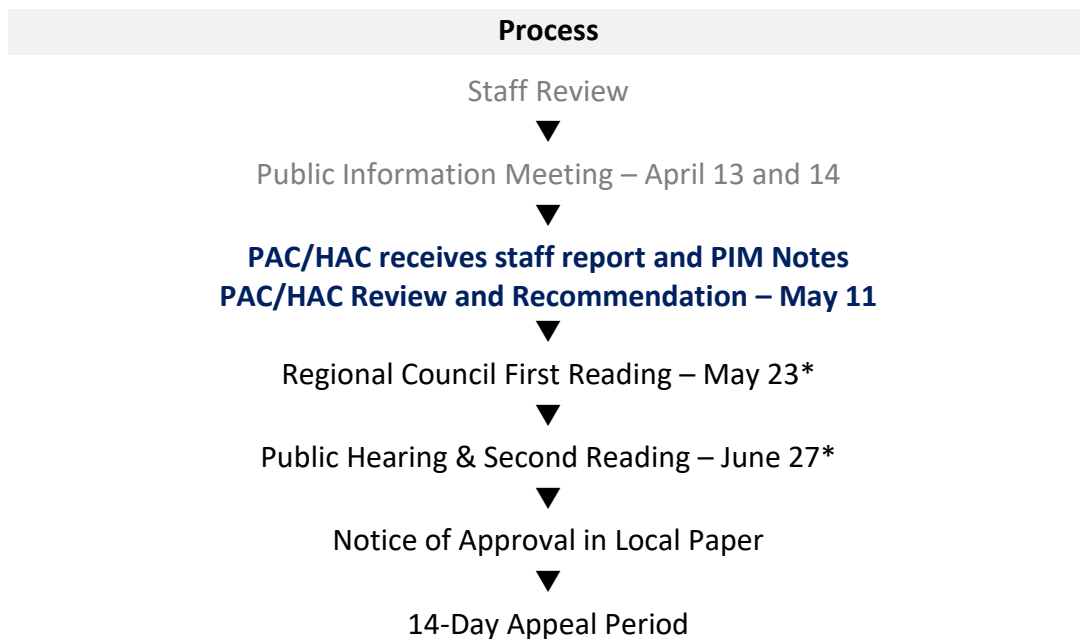 Process
Staff Review
Public Information Meeting – April 13 and 14
PAC/HAC receives staff report and PIM Notes
PAC/HAC Review and Recommendation – May 11
Regional Council First Reading – May 23*
Public Hearing & Second Reading – June 27*
Notice of Approval in Local Paper
14-Day Appeal Period